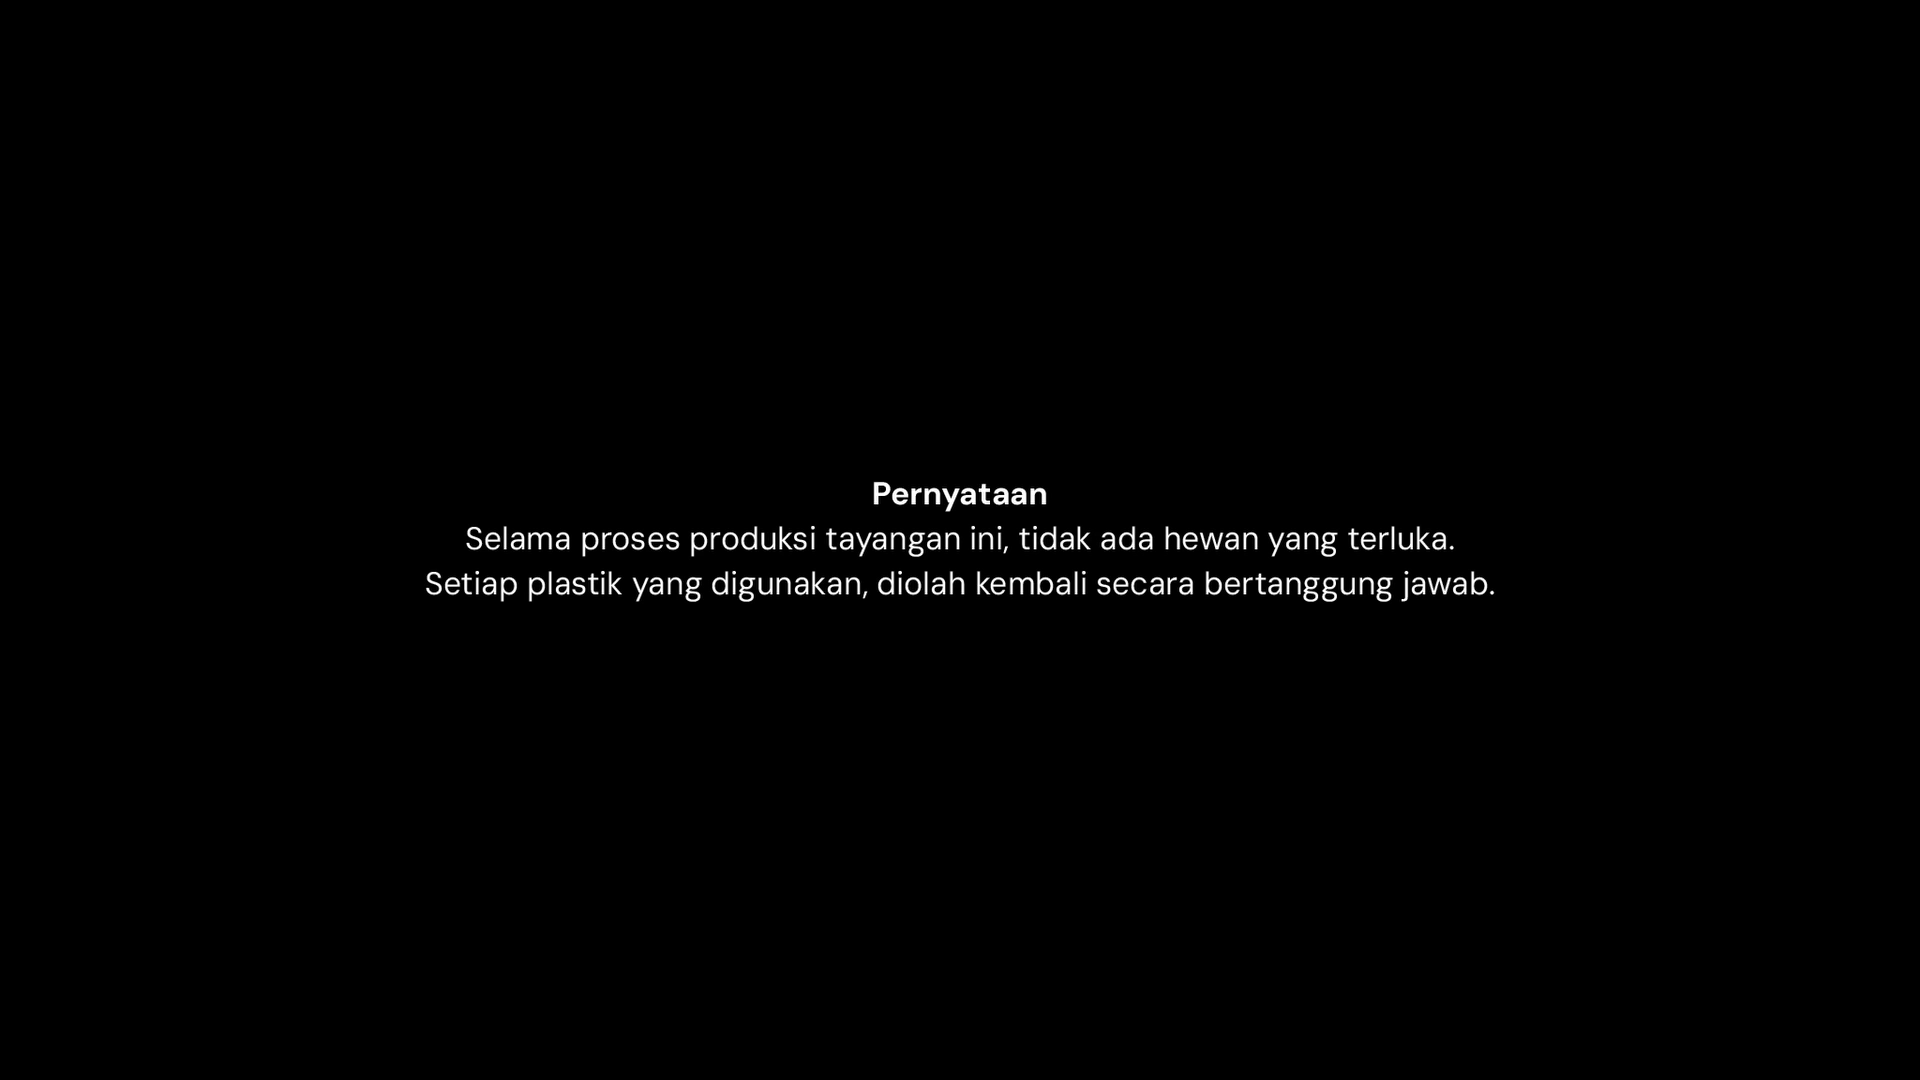 Pernyataan
Selama proses produksi tayangan ini, tidak ada hewan yang terluka.
Setiap plastik yang digunakan, diolah kembali secara bertanggung jawab.